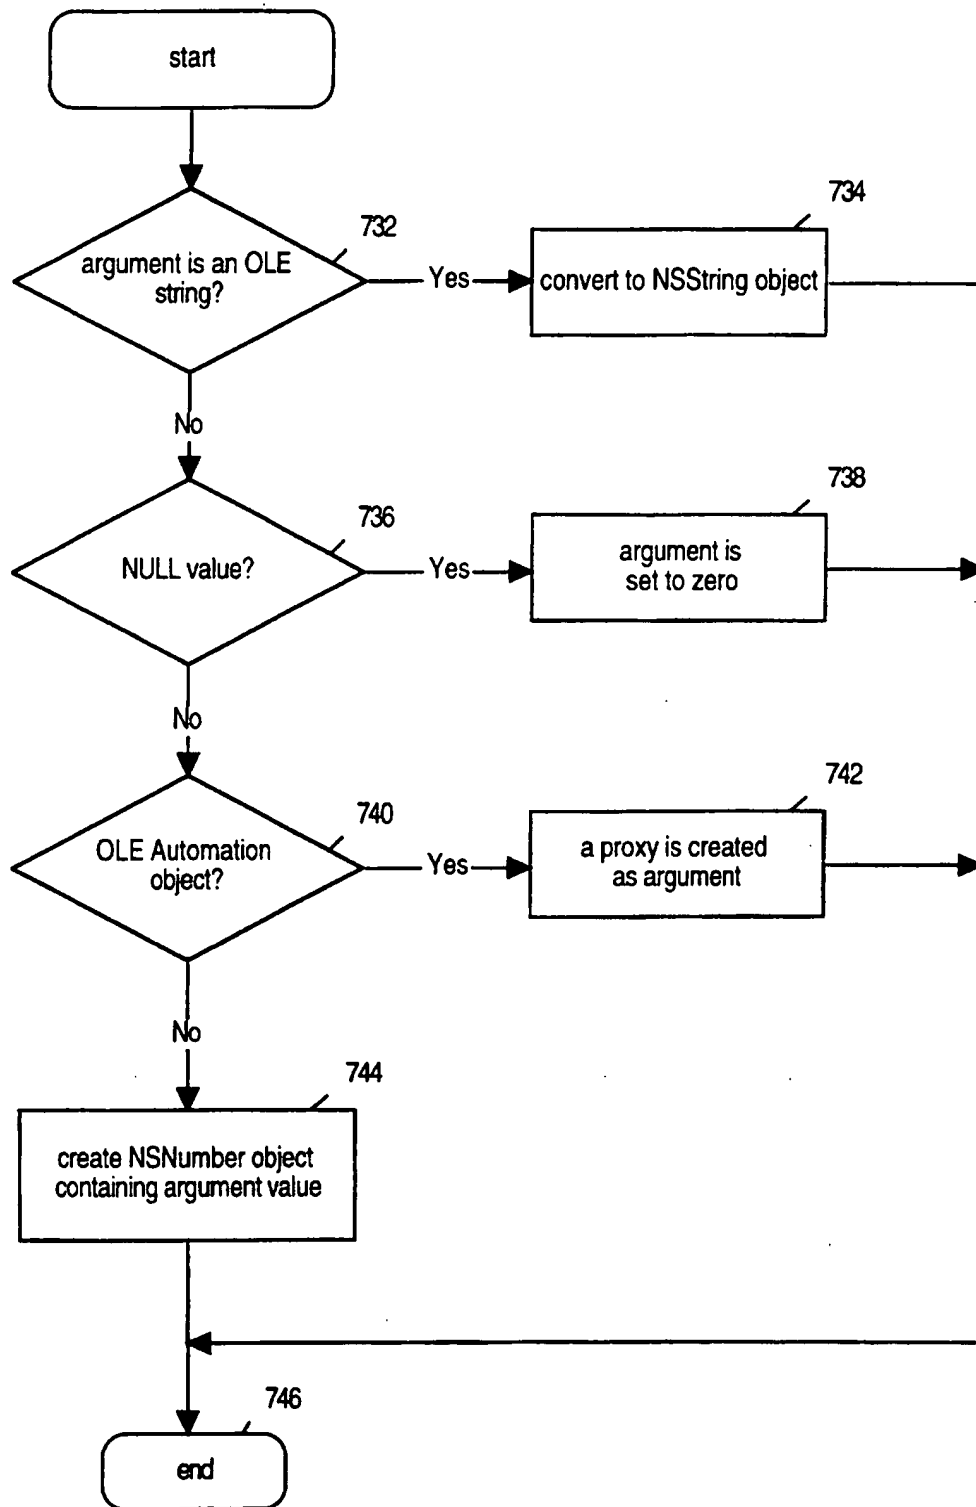 start
732
argument is an OLE
string?
Yes
734
convert to NSString object
No
736
NULL value?
Yes
738
argument is
set to zero
No
740
OLE Automation
object?
Yes
742
a proxy is created
as argument
No
744
create NSNumber object
containing argument value
746
end